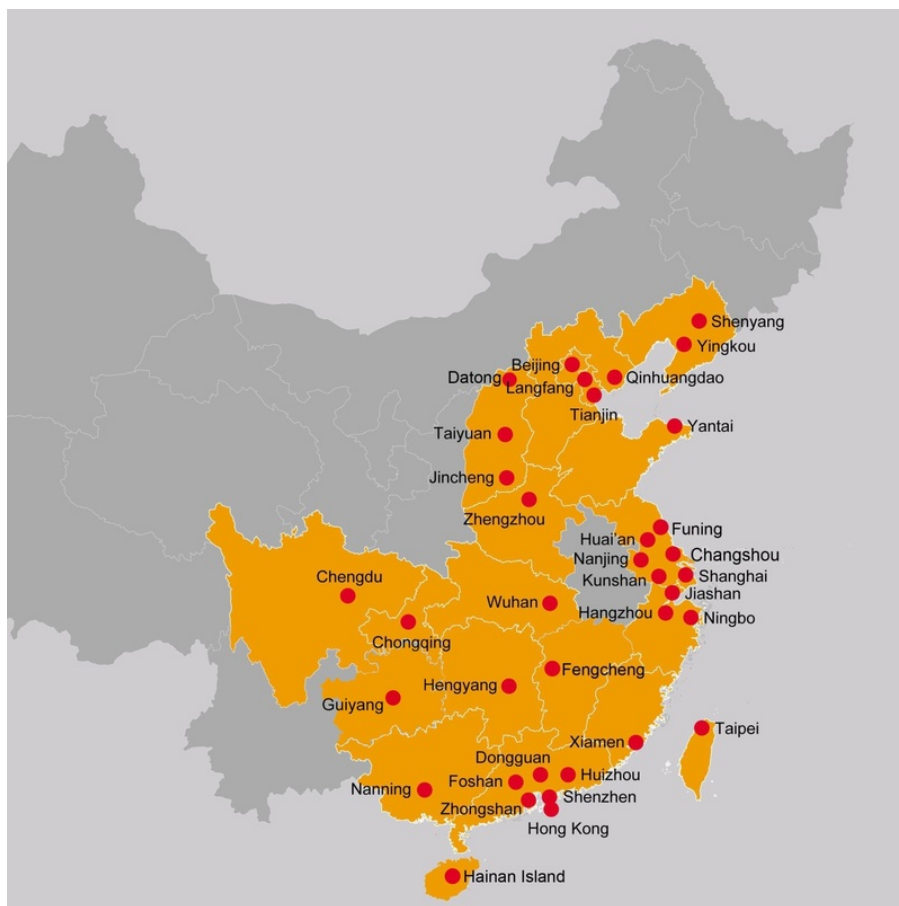 Shenyang
Yingkou
Beijing
Datong
Langfang
Qinhuangdao
Tianjin
Yantai
Taiyuan
Jincheng
Zhengzhou
Funing
Huai'an
Changshou
Nanjing
Kunshan
Shanghai
Chengdu
Jiashan
Wuhan
Hangzhou
Ningbo
Chongqing
Fengcheng
Hengyang
Guiyang
Taipei
Xiamen
Dongguan
Huizhou
Foshan
Nanning
Shenzhen
Zhongshan
Hong Kong
Hainan Island